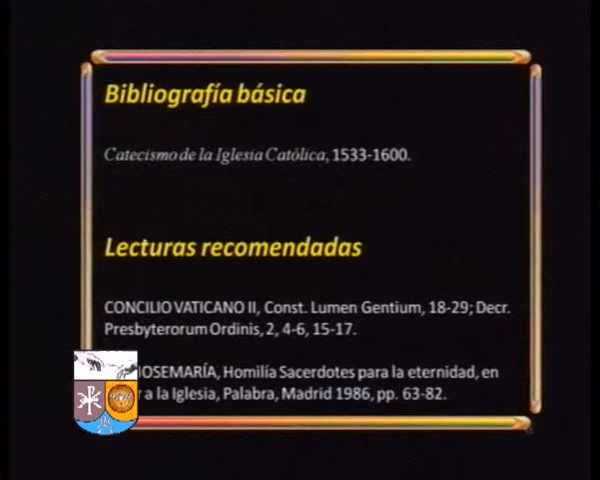 Bibliografía básica
Catecismo de la Iglesia Católica, 1533-1600.
Lecturas recomendadas
CONCILIO VATICANO II, Const. Lumen Gentium, 18-29; Decr.
Presbyterorum Ordinis, 2, 4-6, 15-17.
JOSEMARÍA, Homilía Sacerdotes para la eternidad, en
a la Iglesia, Palabra, Madrid 1986, pp. 63-82.